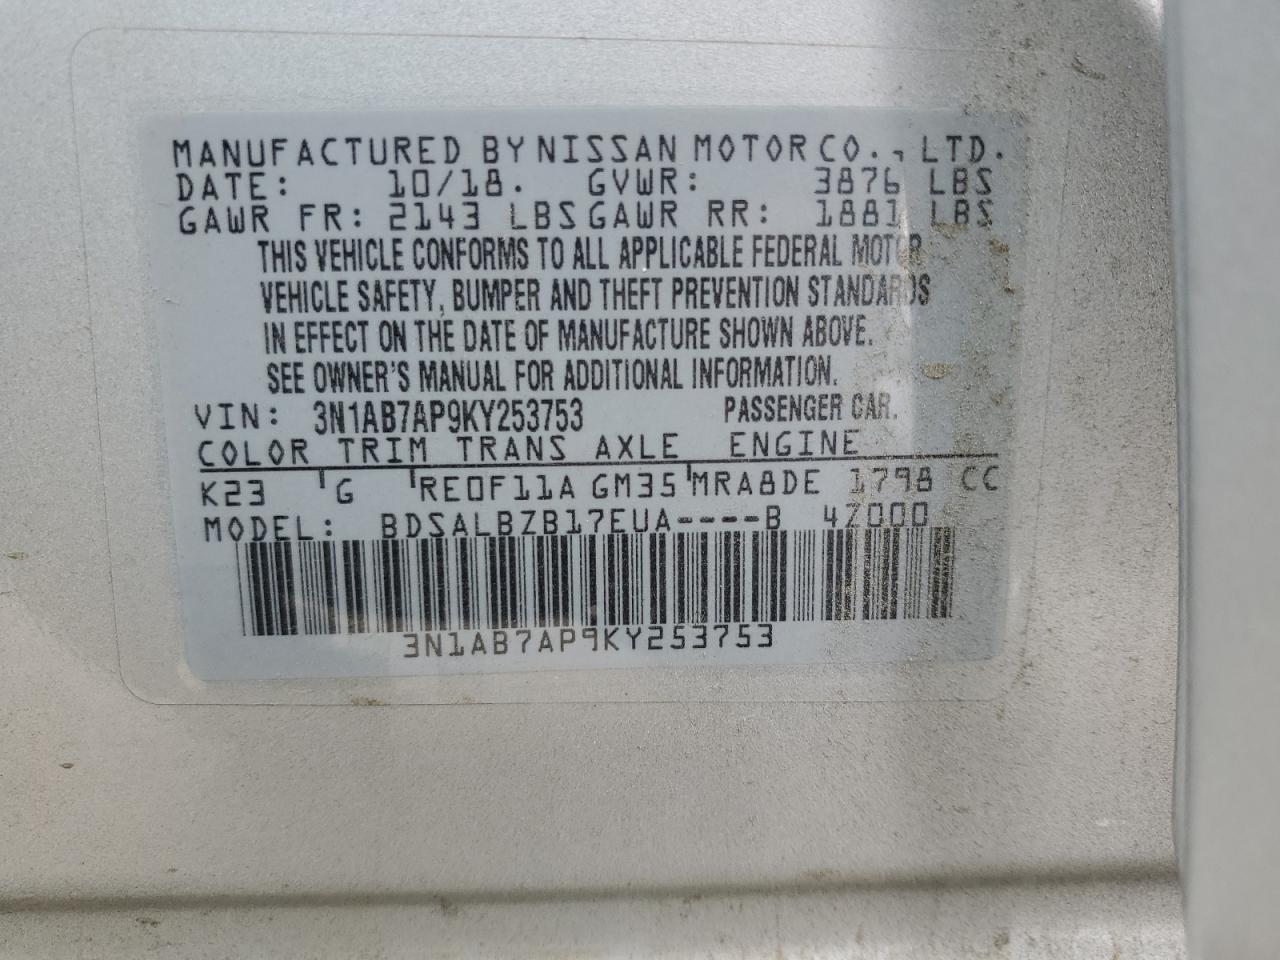 MANUFACTURED BY NISSAN MOTOR CO., LTD.
DATE: 10/18. GVWR: 3876 LBS
GAWR FR: 2143 LBS GAWR RR: 1881 LBS
THIS VEHICLE CONFORMS TO ALL APPLICABLE FEDERAL MOTOR
VEHICLE SAFETY, BUMPER AND THEFT PREVENTION STANDARDS
IN EFFECT ON THE DATE OF MANUFACTURE SHOWN ABOVE.
SEE OWNER'S MANUAL FOR ADDITIONAL INFORMATION.
VIN: 3N1AB7AP9KY253753 PASSENGER CAR.
COLOR TRIM TRANS AXLE ENGINE
K23 G RE0F11A GM35 MRA8DE 1798 CC
MODEL: BDSALBZB17EUA----B 4Z000
3N1AB7AP9KY253753